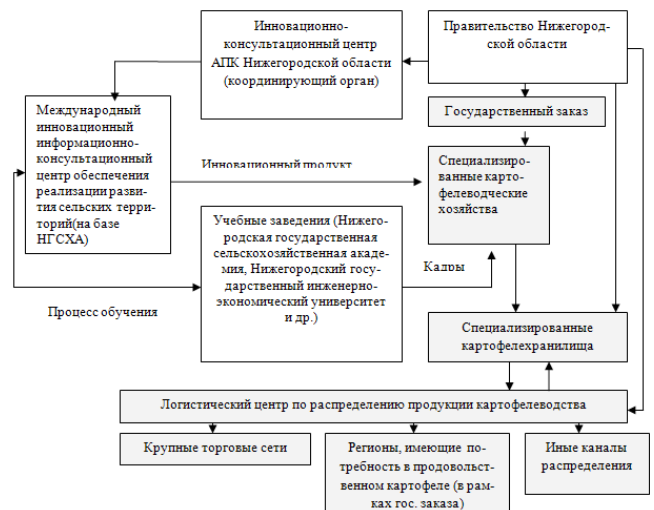 Инновационно-
консультационный центр
АПК Нижегородской области
(координирующий орган)
Правительство Нижегород-
ской области
Государственный заказ
Международный
инновационный
информационно-
консультационный
центр обеспечения
реализации разви
тия сельских терри-
торий(на базе
НГСХА)
Инновационный продукт
Специализиро-
ванные карто-
фелеводческие
хозяйства
Учебные заведения (Нижего-
родская государственная
сельскохозяйственная акаде-
мия, Нижегородский госу-
дарственный инженерно-
экономический университет
и др.)
Кадры
Процесс обучения
Специализированные
картофелехранилища
Логистический центр по распределению продукции картофелеводства
Крупные торговые сети
Регионы, имеющие по-
требность в продовольст-
венном картофеле (в рам-
ках гос. заказа)
Иные каналы
распределения